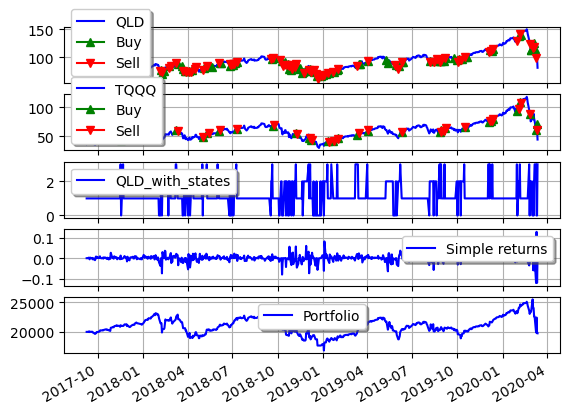 QLD
Buy
Sell
150
100
TQQQ
Buy
Sell
100
50
QLD_with_states
2
0
Simple returns
0.1
0.0
−0.1
Portfolio
25000
20000
2017-10 2018-01 2018-04 2018-07 2018-10 2019-01 2019-04 2019-07 2019-10 2020-01 2020-04